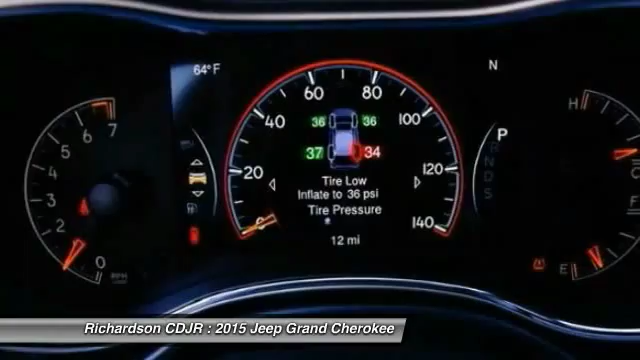 64°F
N
60 80
H
7
40 36 36 100
6
5
P
R
N
D
S
4
37 34
3
20 120
Tire Low
Inflate to 36 psi
2
Tire Pressure
1
0 140
12 mi
0
E
Richardson CDJR : 2015 Jeep Grand Cherokee